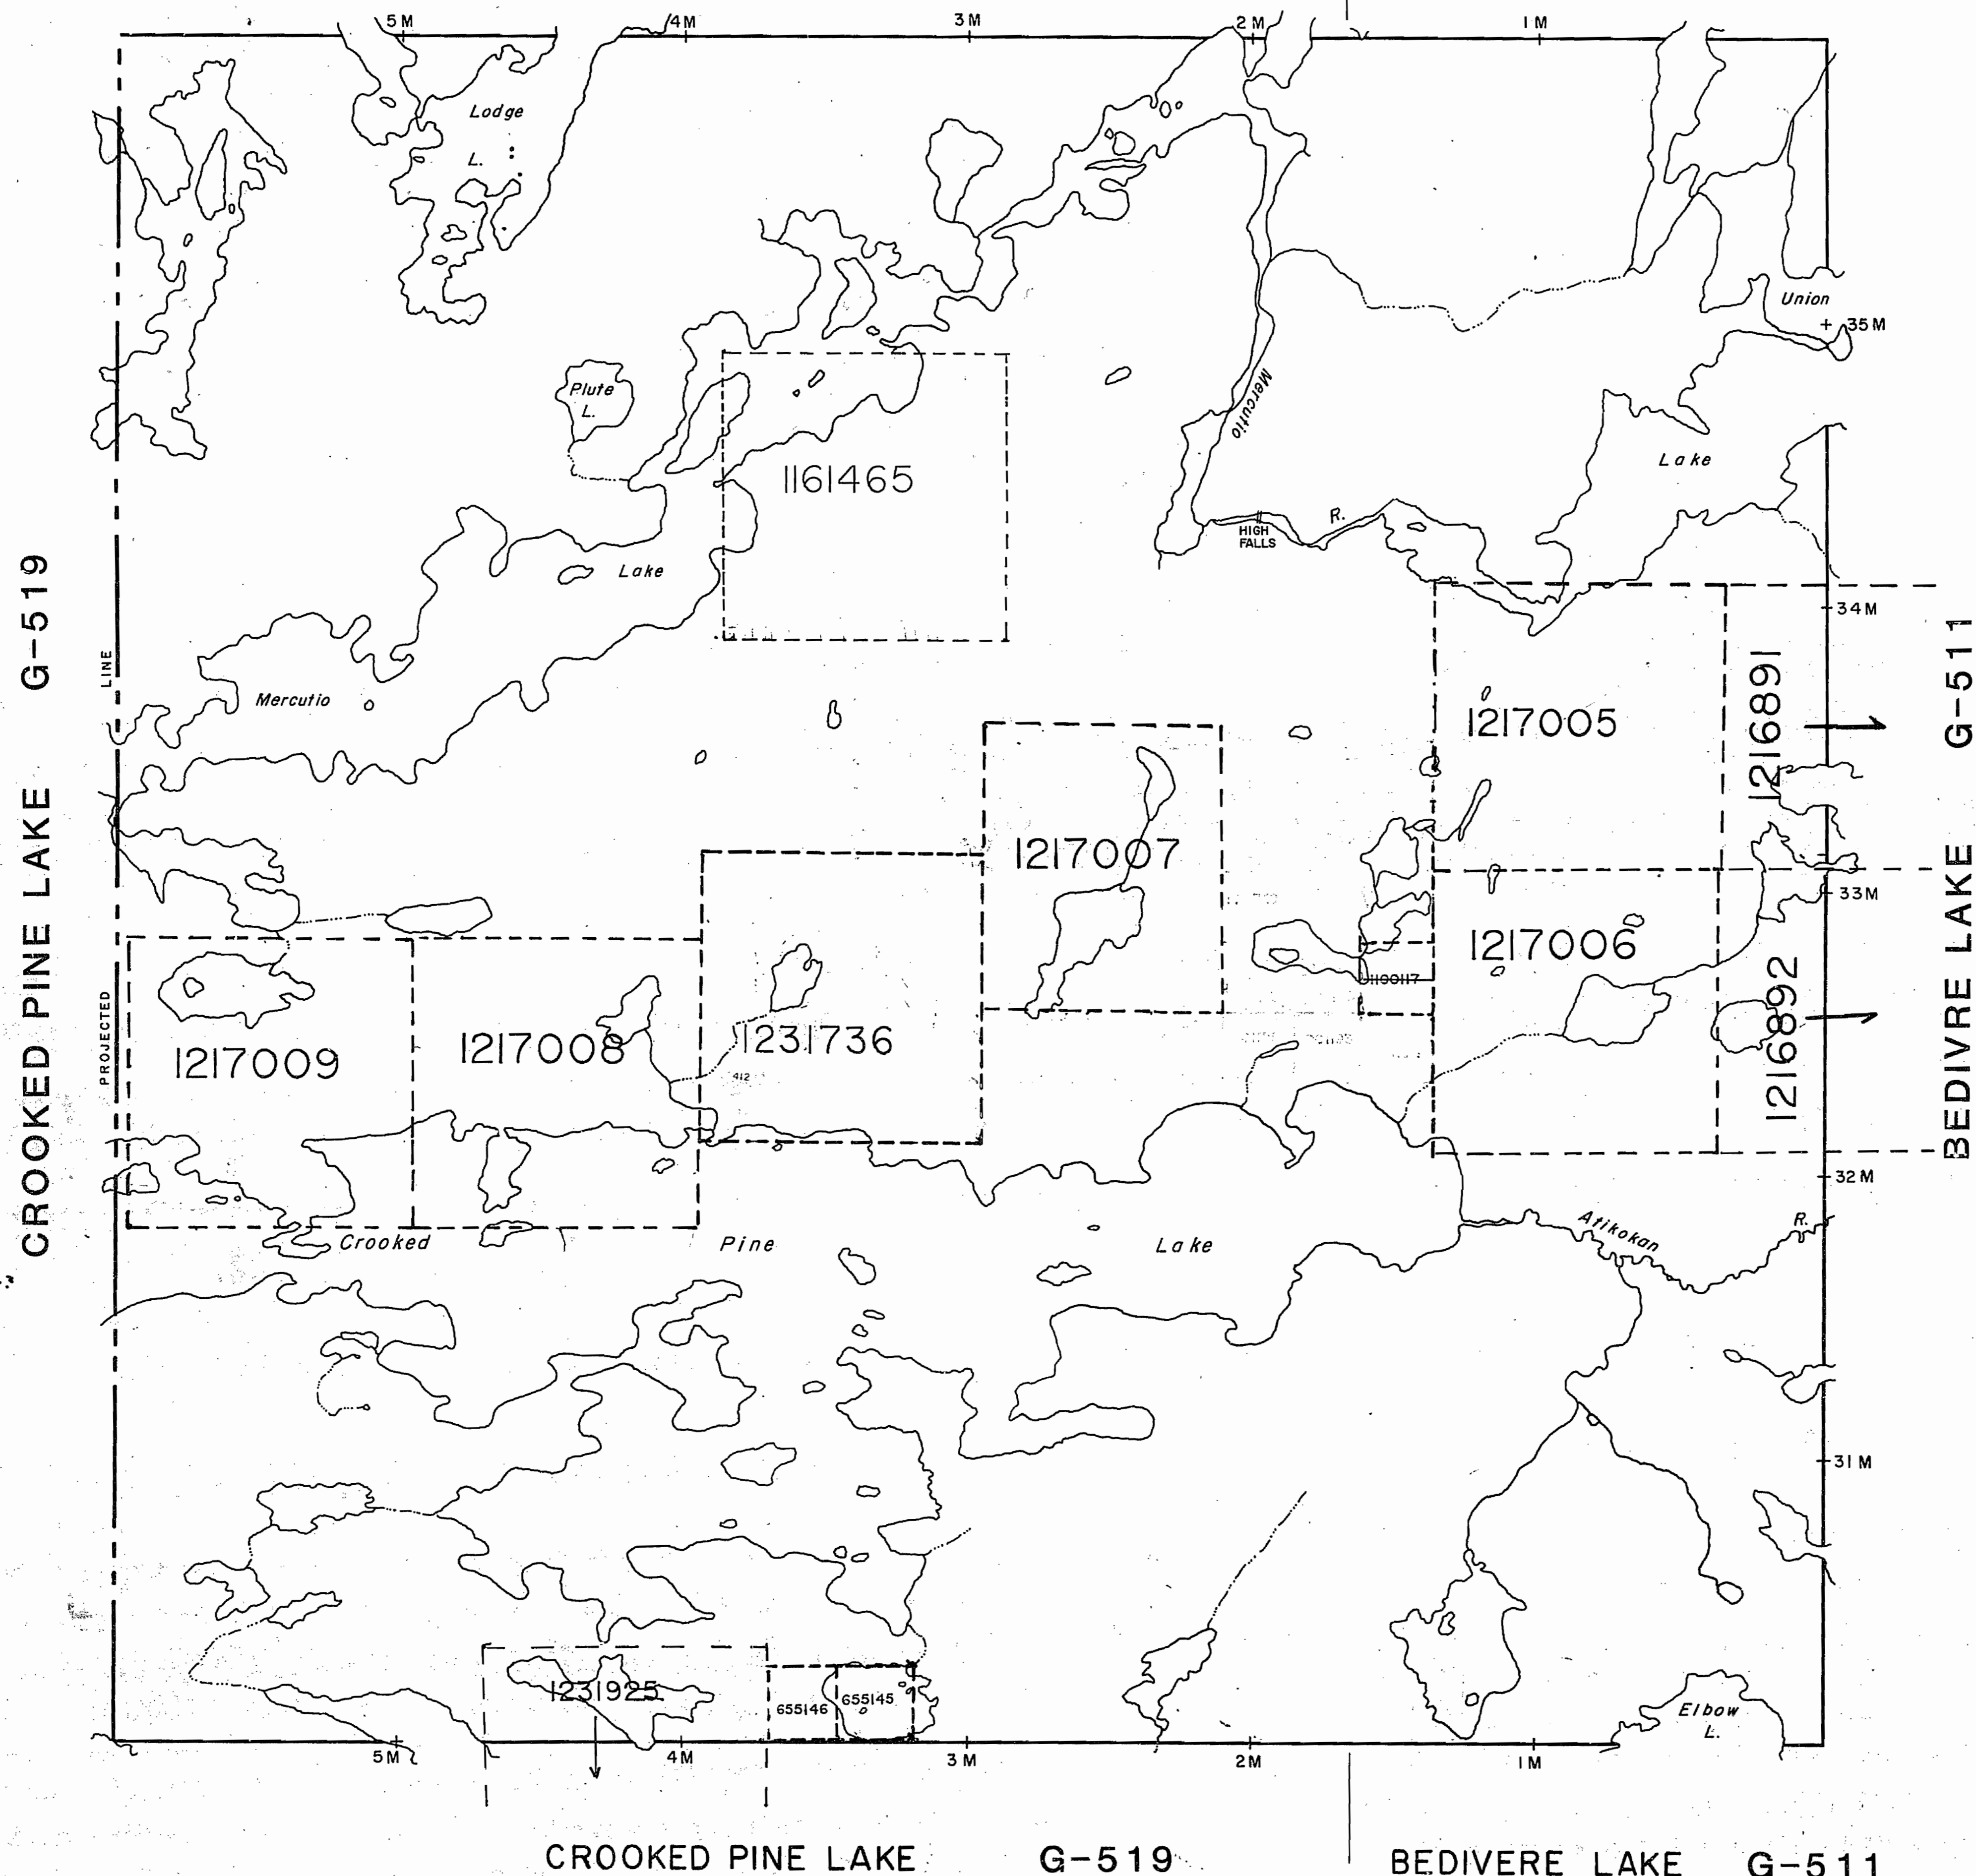 5M 4M 3M 2M 1M
Lodge
L.
Union
35M
Plute
L.
Mercutio
Lake
1161465
R.
HIGH
FALLS
Lake
34M
CROOKED PINE LAKE G-519
LINE
Mercutio
1217005
1216891
BEDIVERE LAKE G-511
1217007
33M
1217006
1100117
PROJECTED
1217009
1217008
1231736
412
1216892
32M
Atikokan
R.
Crooked Pine Lake
31M
1231925
655146
655145
Elbow
L.
5M 4M 3M 2M 1M
CROOKED PINE LAKE G-519
BEDIVERE LAKE G-511